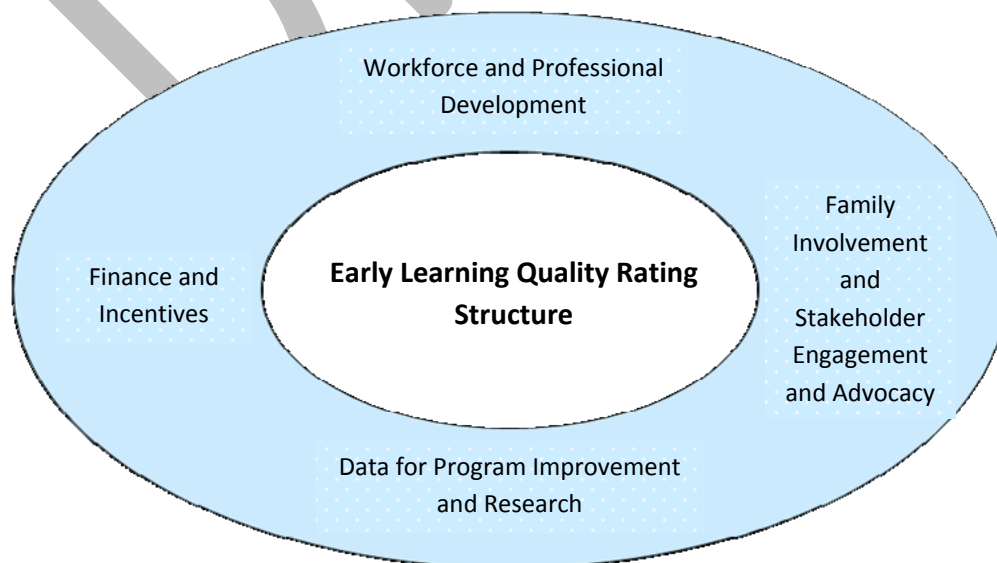 Workforce and Professional
Development
Family
Involvement
and
Stakeholder
Engagement
and Advocacy
Finance and
Incentives
Early Learning Quality Rating
Structure
Data for Program Improvement
and Research